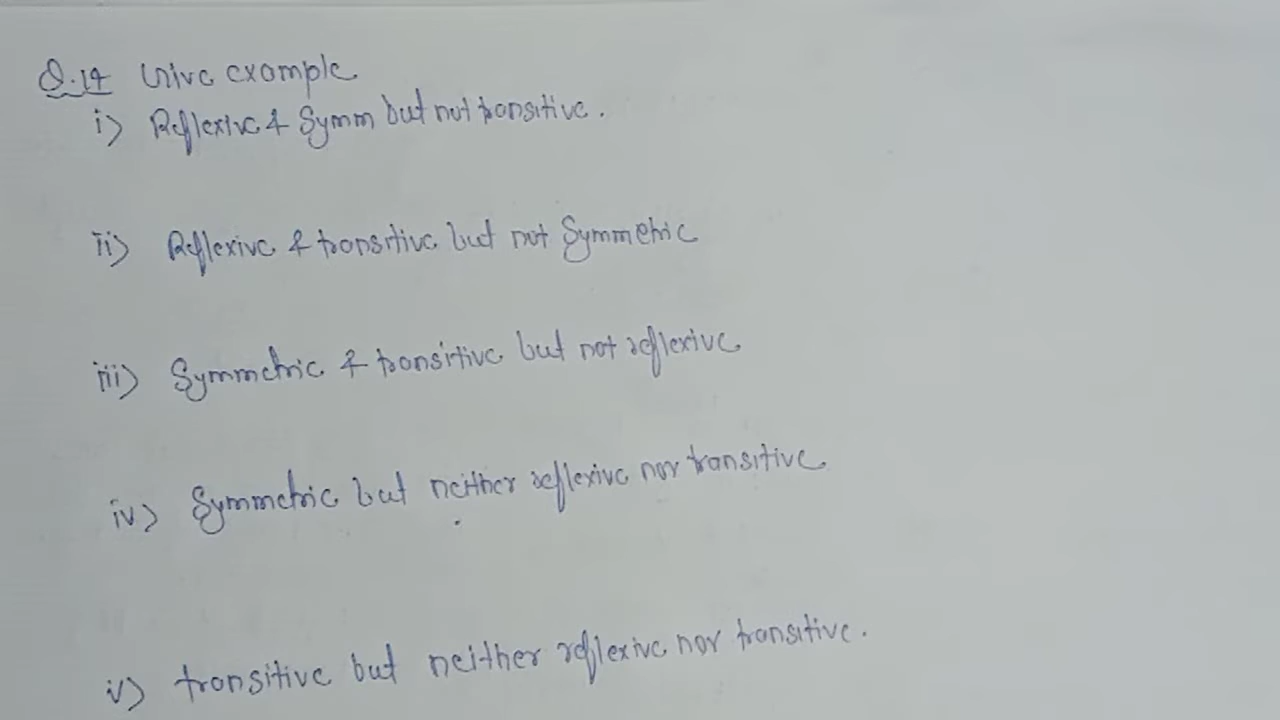 Q.14 Give example
i) Reflexive & Symm but not transitive.
ii) Reflexive & transitive but not Symmetric
iii) Symmetric & transitive but not reflexive
iv) Symmetric but neither reflexive nor transitive
v) transitive but neither reflexive nor transitive.